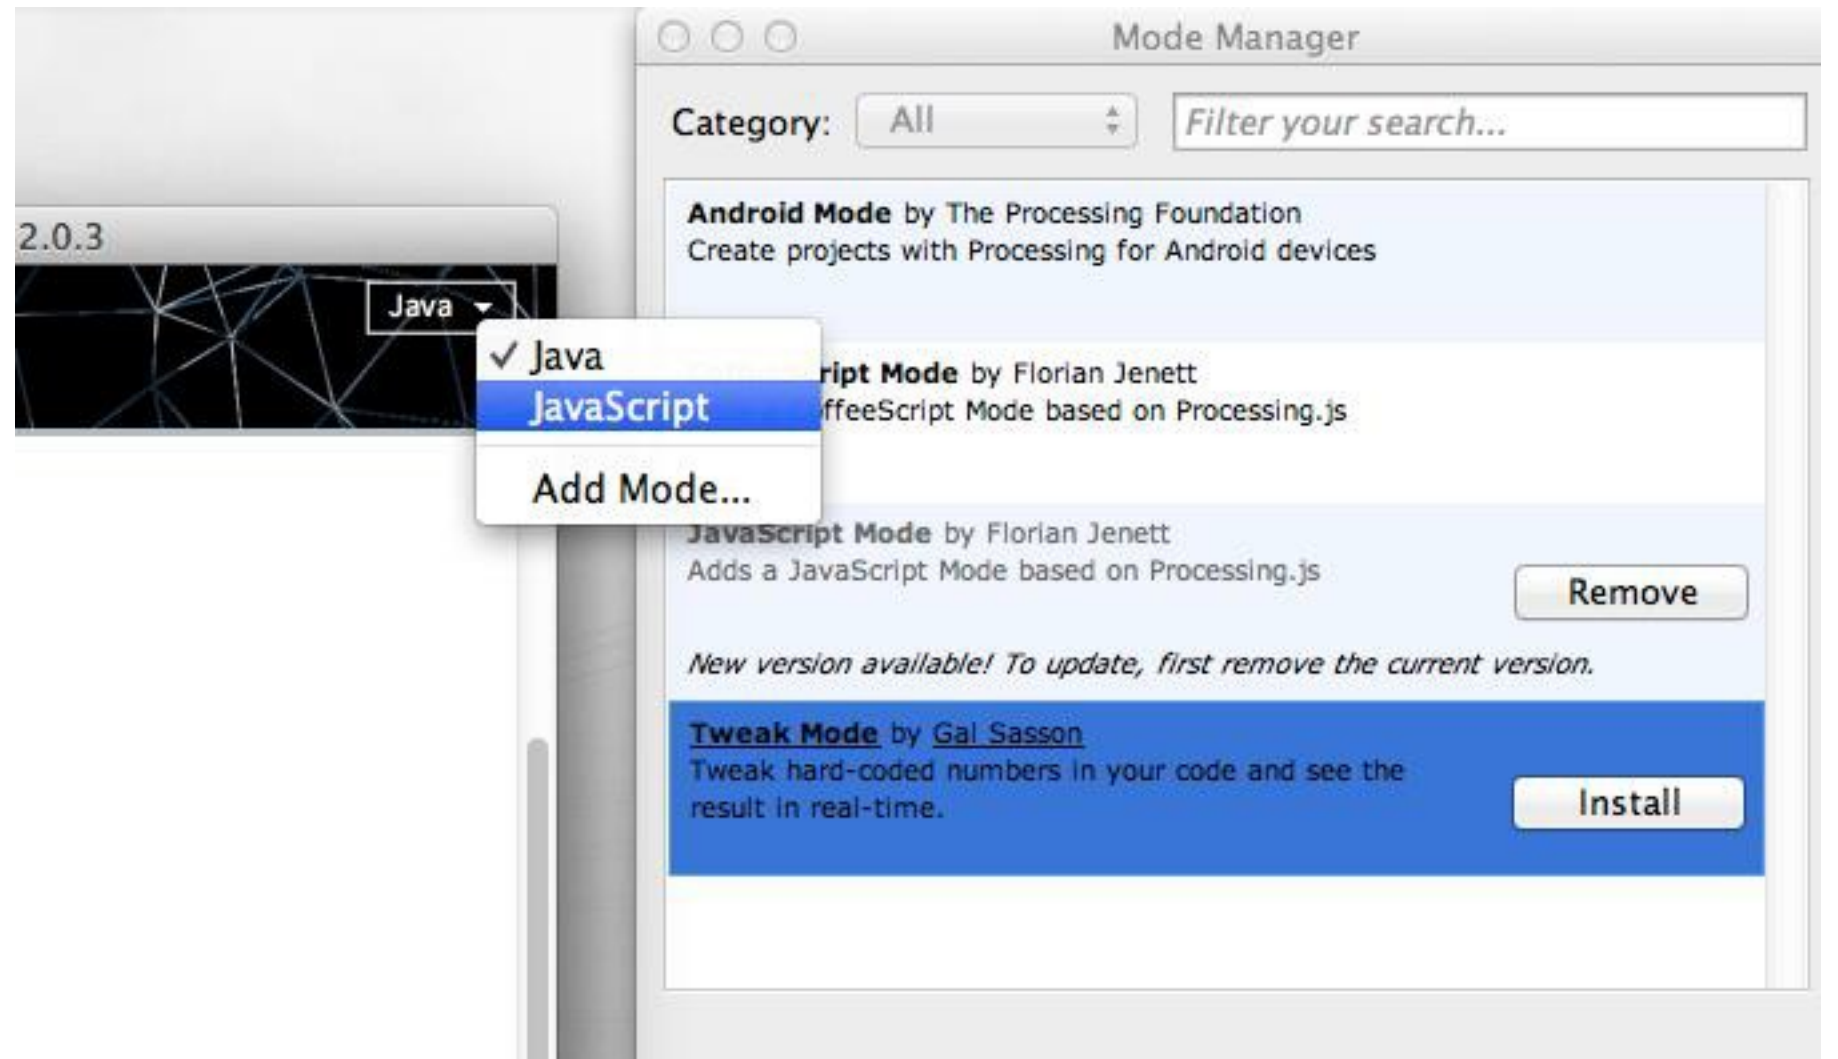 Mode Manager
Category: All Filter your search...
2.0.3
Java
✓ Java
JavaScript
Add Mode...
Android Mode by The Processing Foundation
Create projects with Processing for Android devices
ript Mode by Florian Jenett
ffeeScript Mode based on Processing.js
JavaScript Mode by Florian Jenett
Adds a JavaScript Mode based on Processing.js
Remove
New version available! To update, first remove the current version.
Tweak Mode by Gal Sasson
Tweak hard-coded numbers in your code and see the
result in real-time.
Install